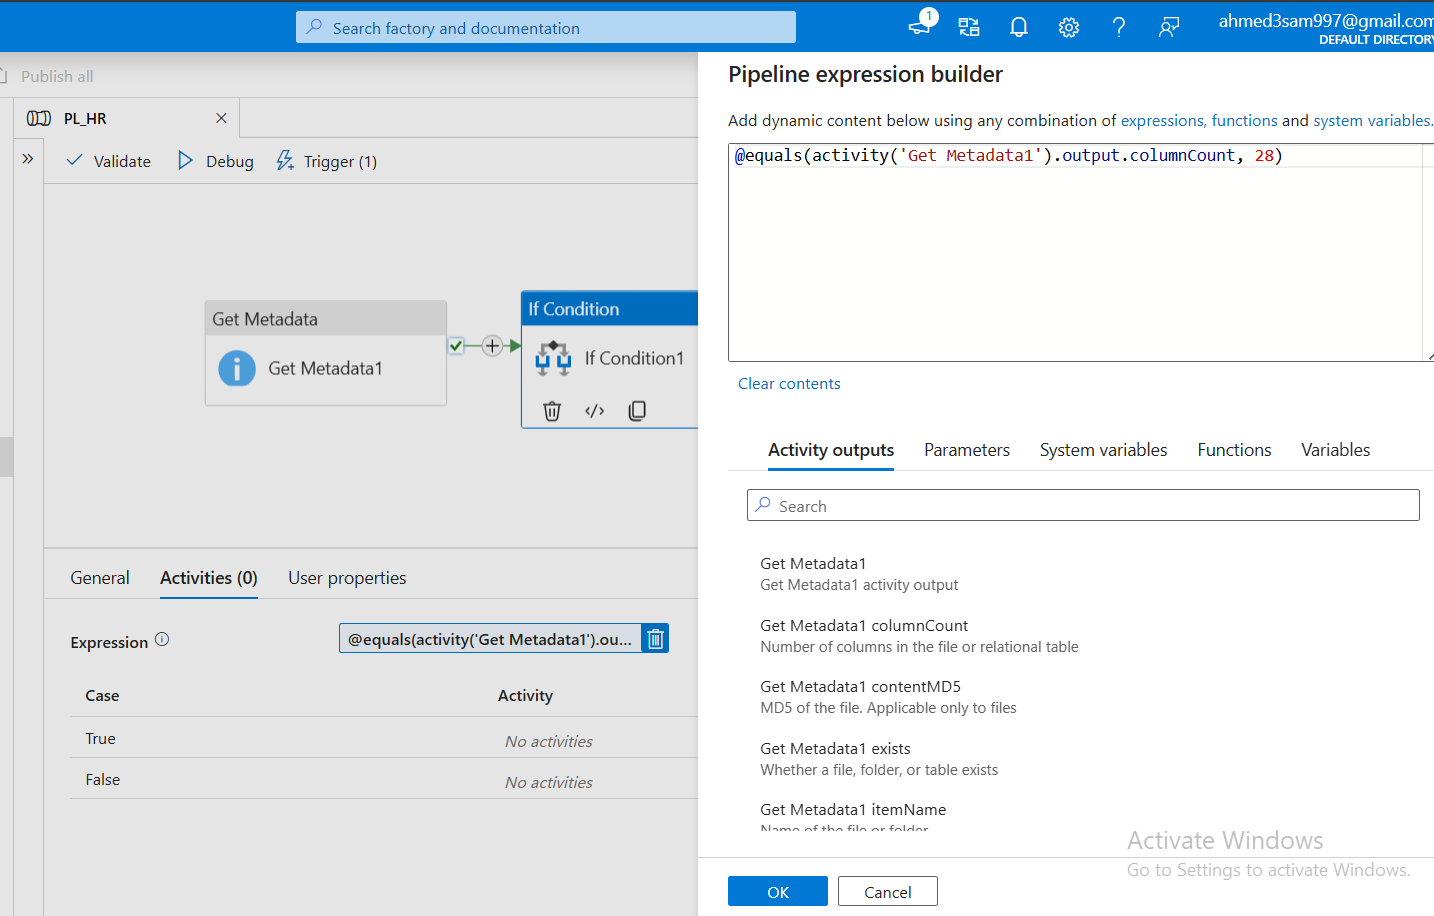 Search factory and documentation
1
ahmed3sam997@gmail.com
DEFAULT DIRECTORY
Publish all
PL_HR
Validate
Debug
Trigger (1)
Get Metadata
Get Metadata1
If Condition
If Condition1
General
Activities (0)
User properties
Expression
@equals(activity('Get Metadata1').ou...
Case Activity
True No activities
False No activities
Pipeline expression builder
Add dynamic content below using any combination of expressions, functions and system variables.
@equals(activity('Get Metadata1').output.columnCount, 28)
Clear contents
Activity outputs
Parameters
System variables
Functions
Variables
Search
Get Metadata1
Get Metadata1 activity output
Get Metadata1 columnCount
Number of columns in the file or relational table
Get Metadata1 contentMD5
MD5 of the file. Applicable only to files
Get Metadata1 exists
Whether a file, folder, or table exists
Get Metadata1 itemName
Name of the file or folder
Activate Windows
Go to Settings to activate Windows.
OK
Cancel